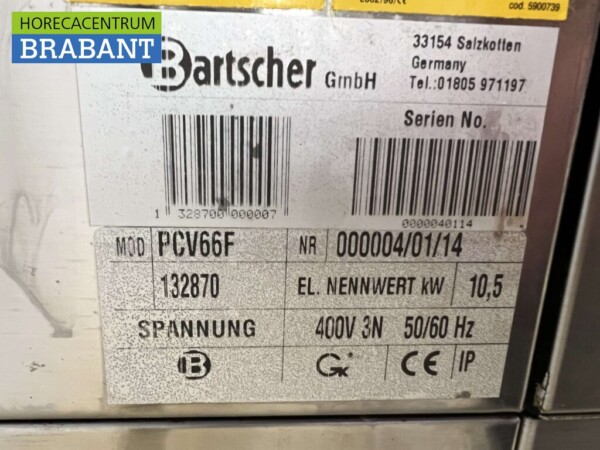 HORECACENTRUM
BRABANT
cod. 5900739
Bartscher GmbH
33154 Salzkotten
Germany
Tel.:01805 971197
Serien No.
1 328700 000007
0000040114
MOD PCV66F NR 000004/01/14
132870 EL. NENNWERT kW 10,5
SPANNUNG 400V 3N 50/60 Hz
B GK CE IP